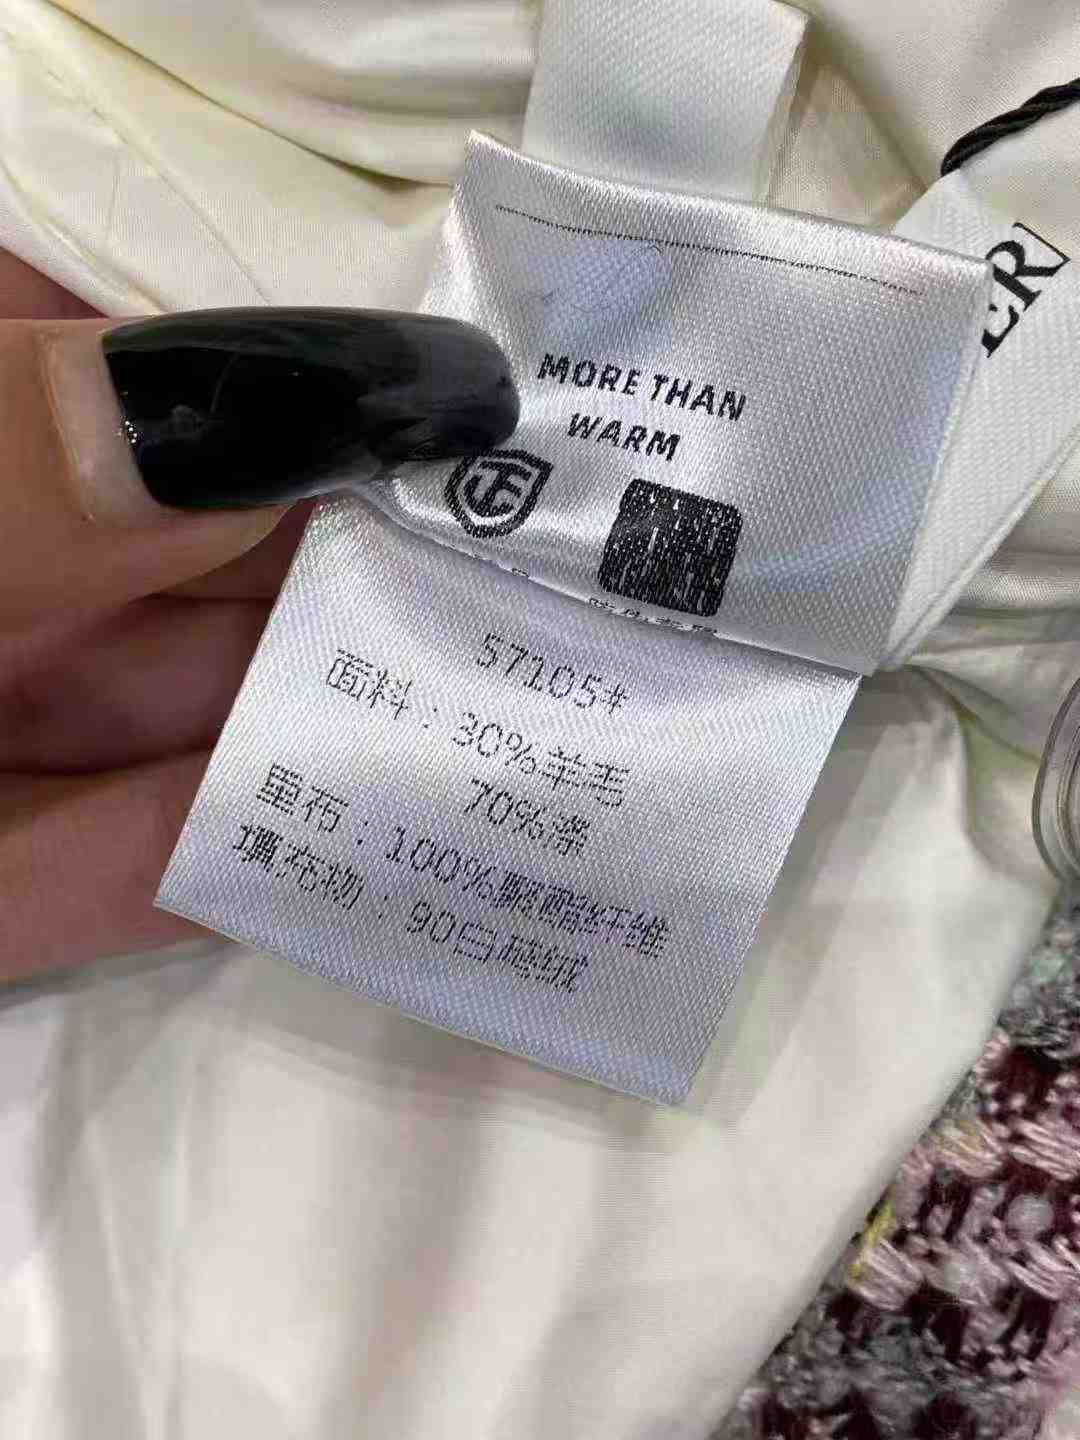 MORE THAN
WARM
ER
57105#
面料：30%羊毛
70%涤
里布：100%聚酯纤维
填充物：90白鸭绒